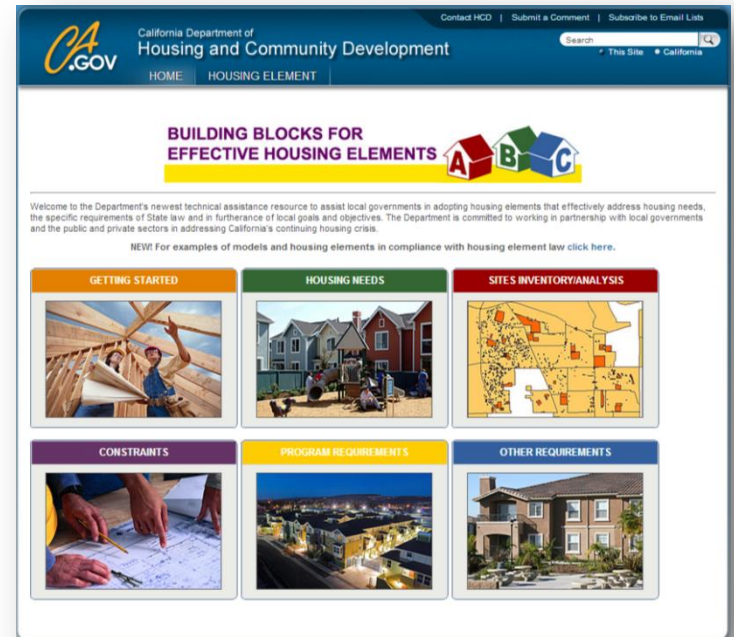 Contact HCD | Submit a Comment | Subscribe to Email Lists
CA
.GOV
California Department of
Housing and Community Development
Search
This Site California
HOME HOUSING ELEMENT
BUILDING BLOCKS FOR
EFFECTIVE HOUSING ELEMENTS A B C
Welcome to the Department's newest technical assistance resource to assist local governments in adopting housing elements that effectively address housing needs,
the specific requirements of State law and in furtherance of local goals and objectives. The Department is committed to working in partnership with local governments
and the public and private sectors in addressing California's continuing housing crisis.
NEW! For examples of models and housing elements in compliance with housing element law click here.
GETTING STARTED HOUSING NEEDS SITES INVENTORY/ANALYSIS
CONSTRAINTS PROGRAM REQUIREMENTS OTHER REQUIREMENTS